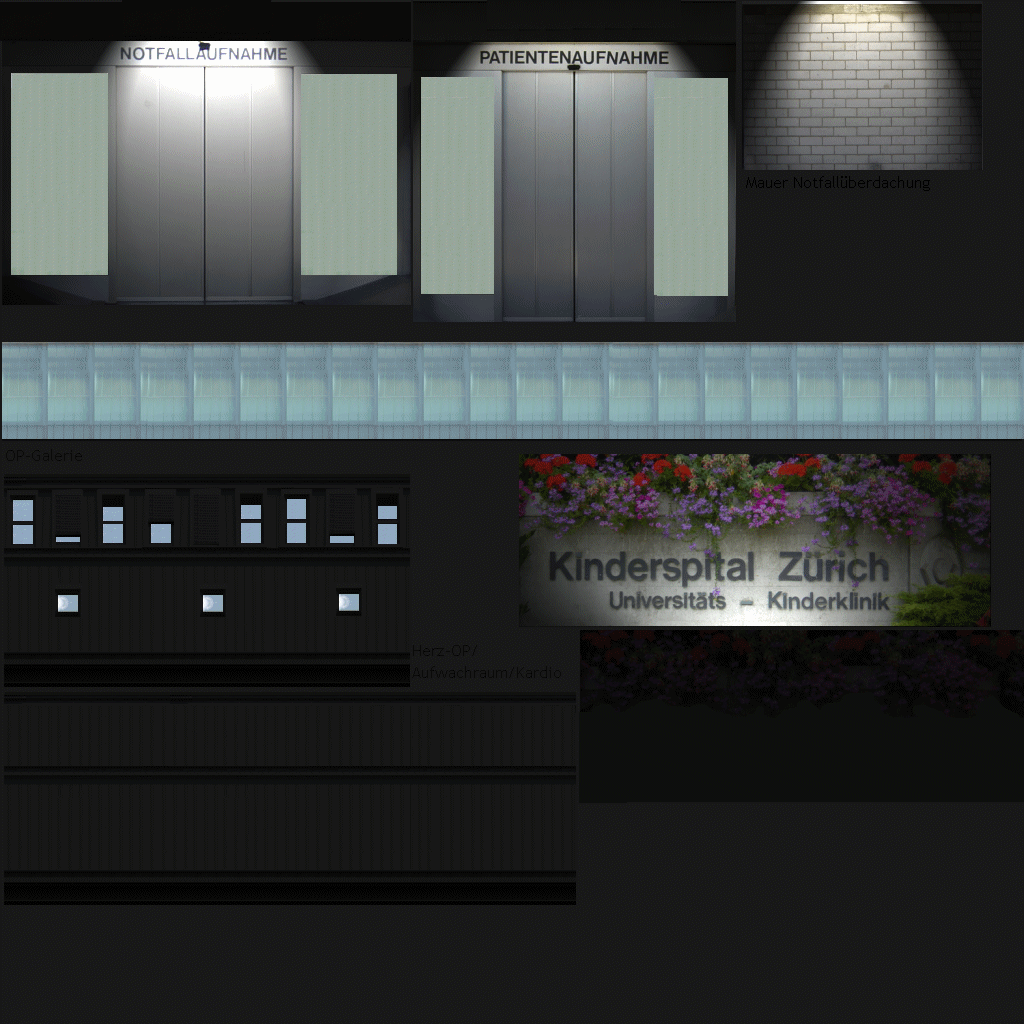 NOTFALLAUFNAHME
PATIENTENAUFNAHME
Mauer Notfallüberdachung
OP-Galerie
Kinderspital Zürich
Universitäts – Kinderklinik
Herz-OP/
Aufwachraum/Kardio